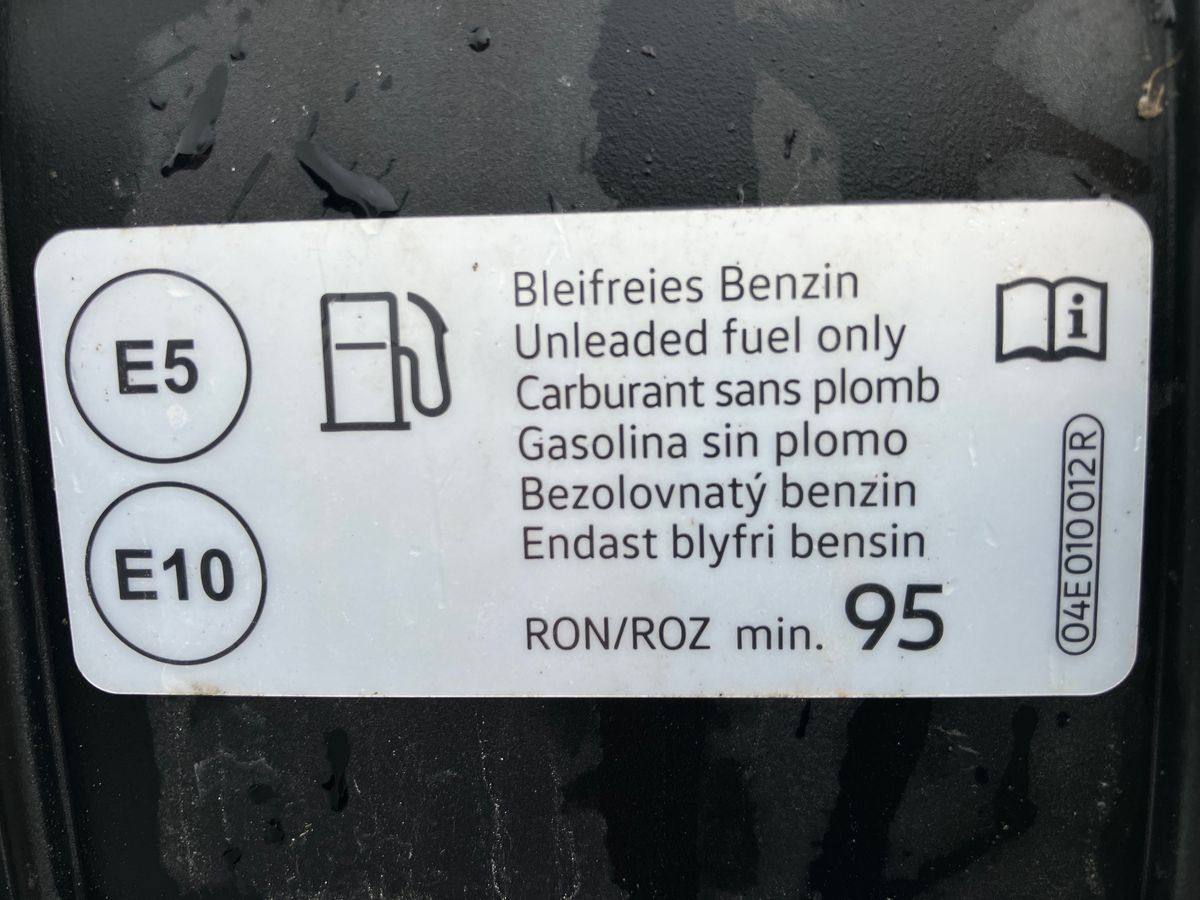 E5
E10
Bleifreies Benzin
Unleaded fuel only
Carburant sans plomb
Gasolina sin plomo
Bezolovnatý benzin
Endast blyfri bensin
RON/ROZ min. 95
i
04E 010 012 R